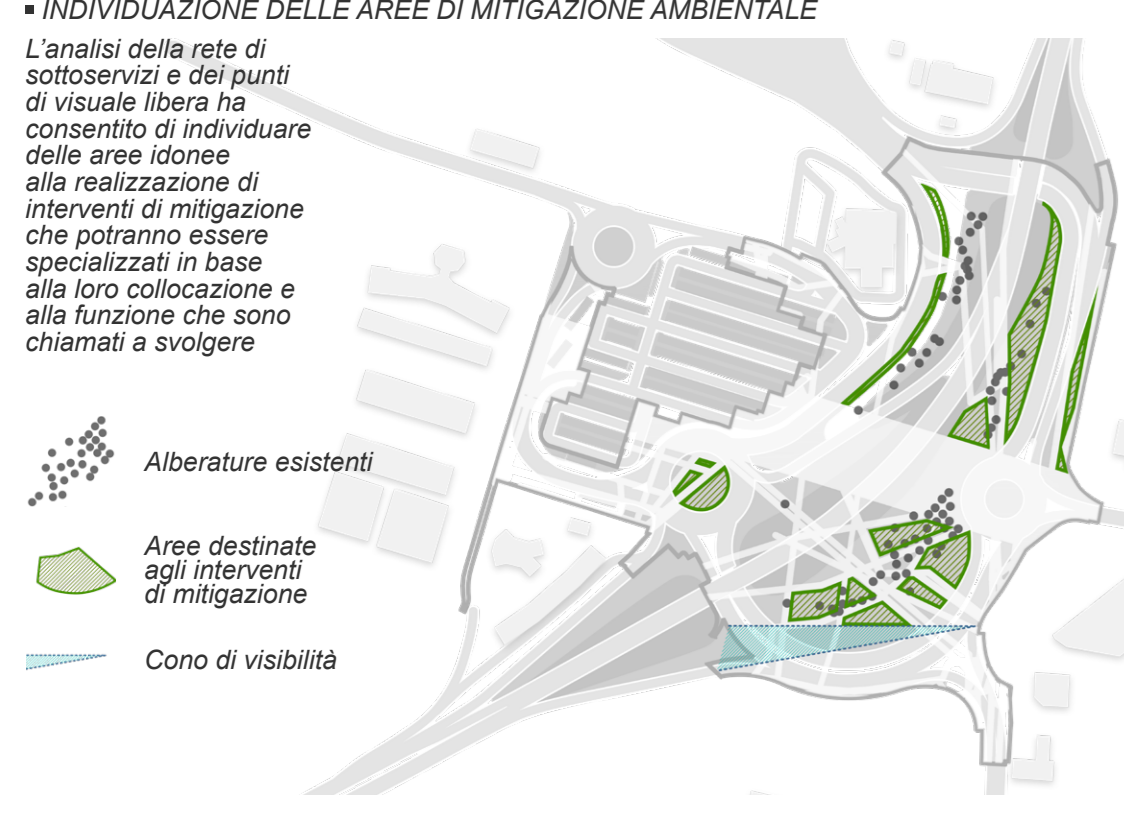 INDIVIDUAZIONE DELLE AREE DI MITIGAZIONE AMBIENTALE
L'analisi della rete di
sottoservizi e dei punti
di visuale libera ha
consentito di individuare
delle aree idonee
alla realizzazione di
interventi di mitigazione
che potranno essere
specializzati in base
alla loro collocazione e
alla funzione che sono
chiamati a svolgere
Alberature esistenti
Aree destinate
agli interventi
di mitigazione
Cono di visibilità